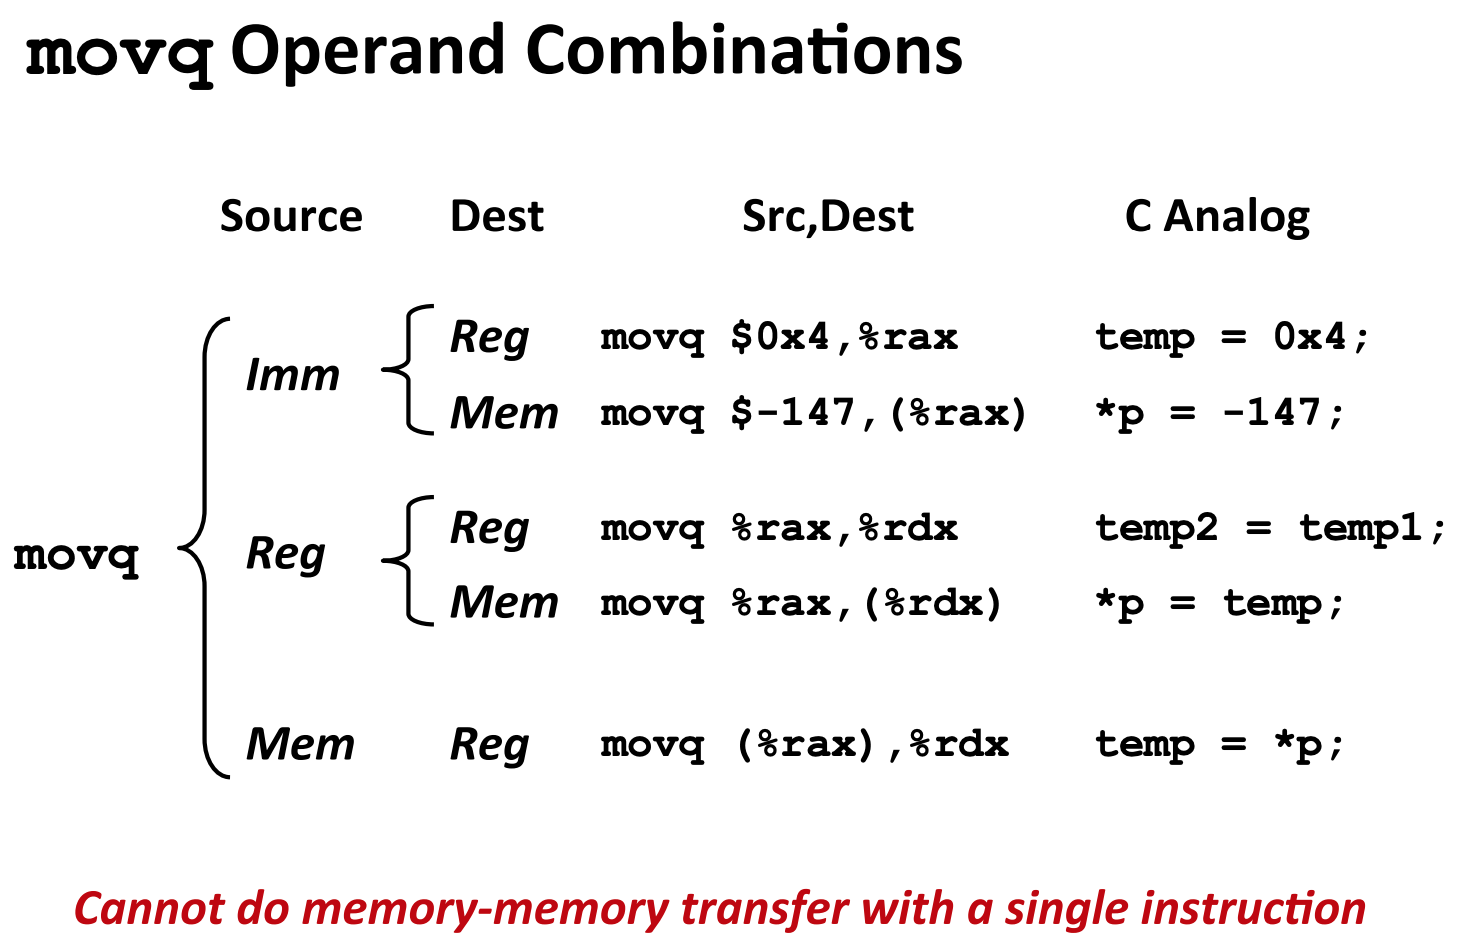 movq Operand Combinations
Source Dest Src,Dest C Analog
Reg movq $0x4,%rax temp = 0x4;
Imm
Mem movq $-147,(%rax) *p = -147;
Reg movq %rax,%rdx temp2 = temp1;
movq Reg
Mem movq %rax,(%rdx) *p = temp;
Mem Reg movq (%rax),%rdx temp = *p;
Cannot do memory-memory transfer with a single instruction